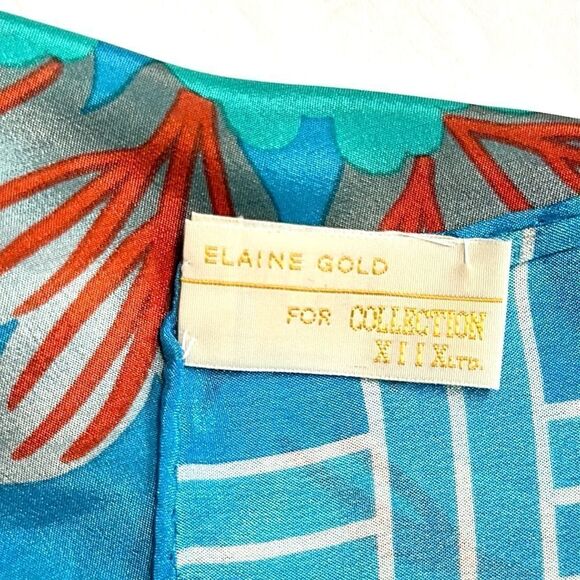 ELAINE GOLD
FOR COLLECTION
XIIX LTD.